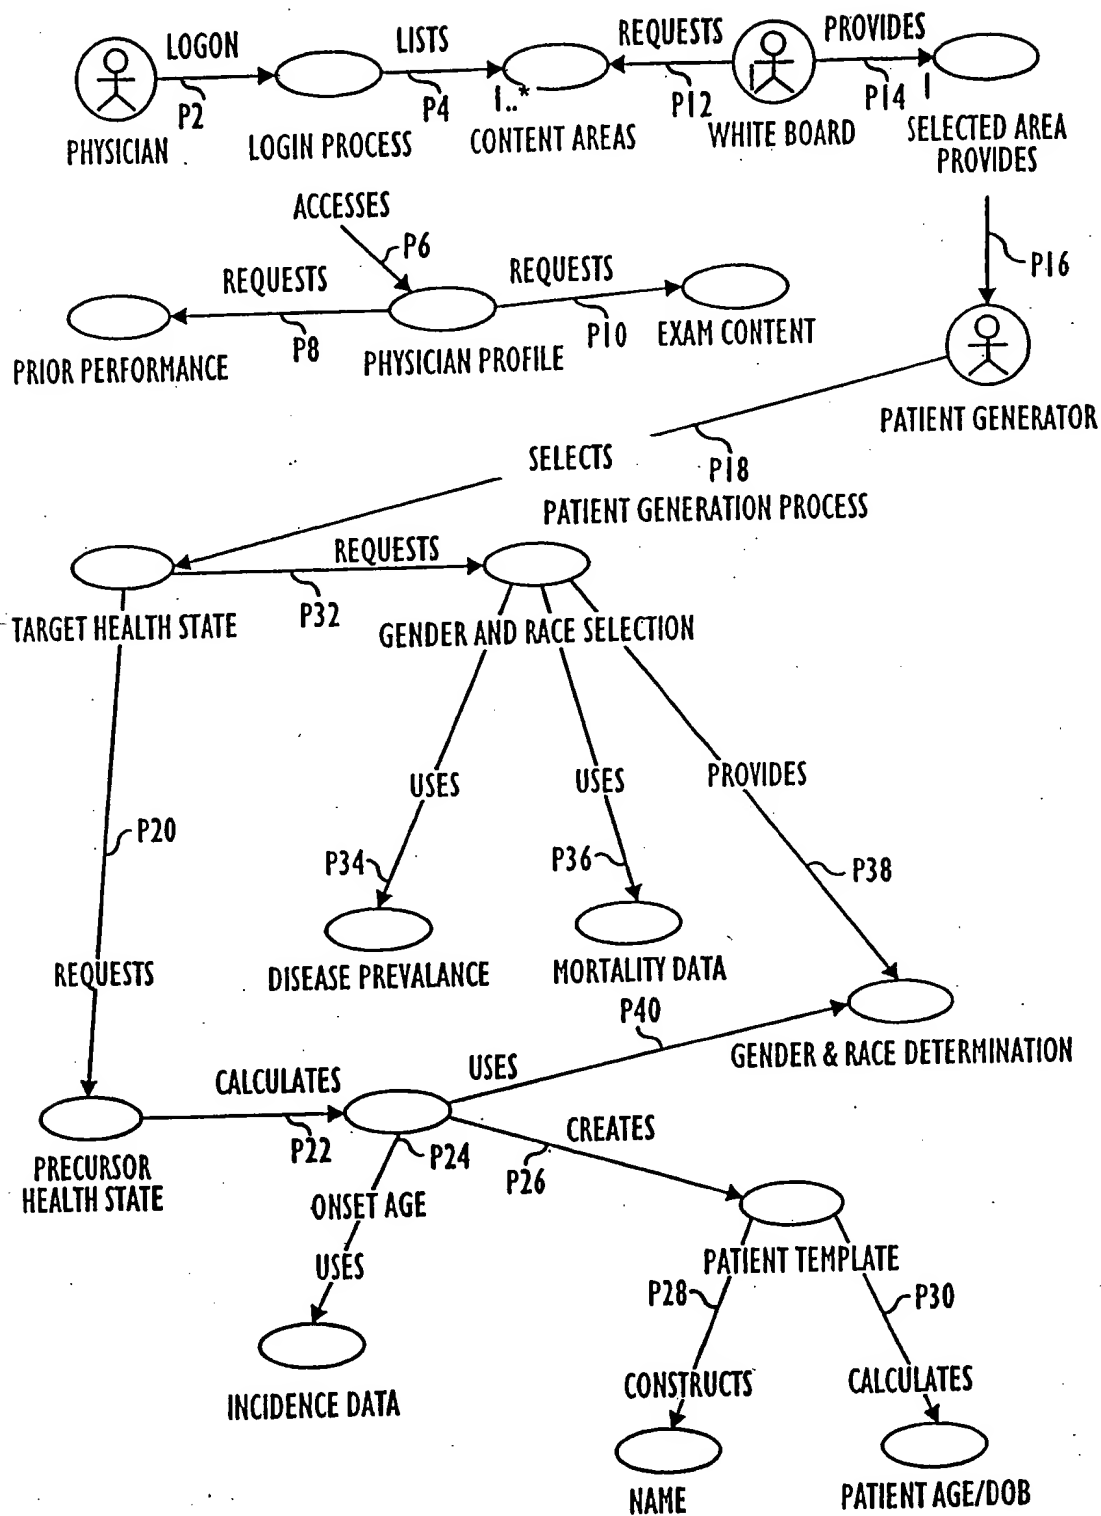 LOGON
LISTS
REQUESTS
PROVIDES
P2
P4
1..*
P12
P14
1
PHYSICIAN
LOGIN PROCESS
CONTENT AREAS
WHITE BOARD
SELECTED AREA
PROVIDES
ACCESSES
P6
P16
REQUESTS
REQUESTS
P8
P10
PRIOR PERFORMANCE
PHYSICIAN PROFILE
EXAM CONTENT
PATIENT GENERATOR
SELECTS
P18
PATIENT GENERATION PROCESS
REQUESTS
P32
TARGET HEALTH STATE
GENDER AND RACE SELECTION
USES
USES
PROVIDES
P20
P34
P36
P38
REQUESTS
DISEASE PREVALANCE
MORTALITY DATA
P40
GENDER & RACE DETERMINATION
USES
CALCULATES
CREATES
P22
P24
P26
PRECURSOR
HEALTH STATE
ONSET AGE
USES
PATIENT TEMPLATE
P28
P30
INCIDENCE DATA
CONSTRUCTS
CALCULATES
NAME
PATIENT AGE/DOB